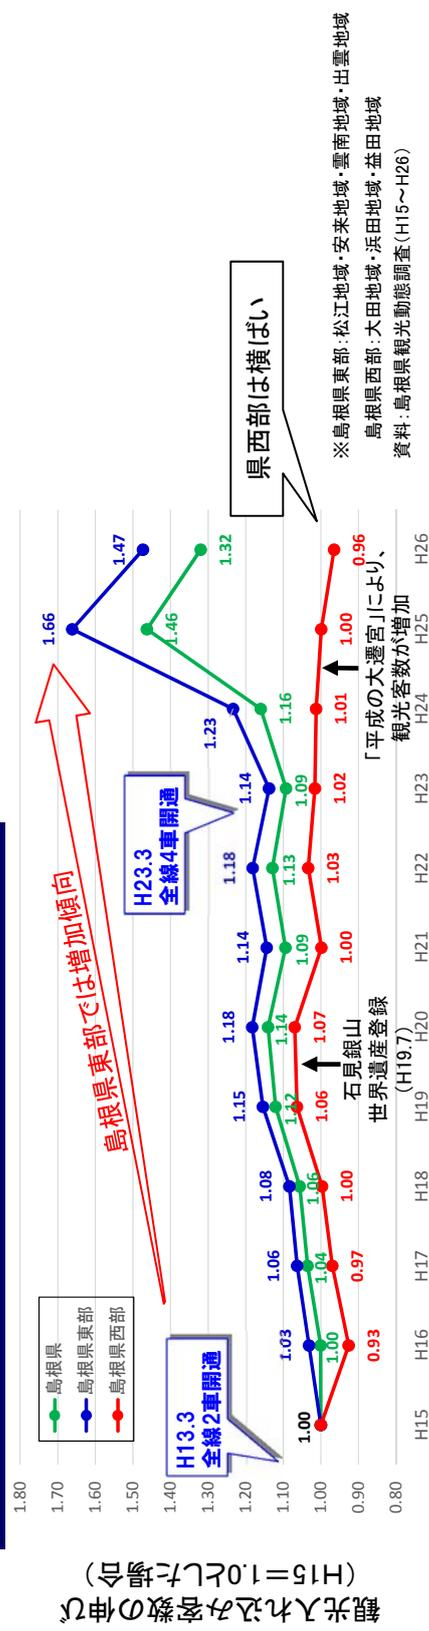 観光入れ込み客数の伸び
（H15＝1.0とした場合）
1.80
1.70
1.60
1.50
1.40
1.30
1.20
1.10
1.00
0.90
0.80
島根県
島根県東部
島根県西部
H13.3
全線2車開通
島根県東部では増加傾向
H23.3
全線4車開通
県西部は横ばい
1.00
1.03
1.06
1.08
1.15
1.18
1.14
1.18
1.14
1.23
1.66
1.47
1.00
1.04
1.06
1.12
1.14
1.09
1.13
1.09
1.16
1.46
1.32
0.93
0.97
1.00
1.06
1.07
1.00
1.03
1.02
1.01
1.00
0.96
石見銀山
世界遺産登録
（H19.7）
「平成の大遷宮」により、
観光客数が増加
H15
H16
H17
H18
H19
H20
H21
H22
H23
H24
H25
H26
※島根県東部：松江地域・安来地域・雲南地域・出雲地域
島根県西部：大田地域・浜田地域・益田地域
資料：島根県観光動態調査（H15～H26）